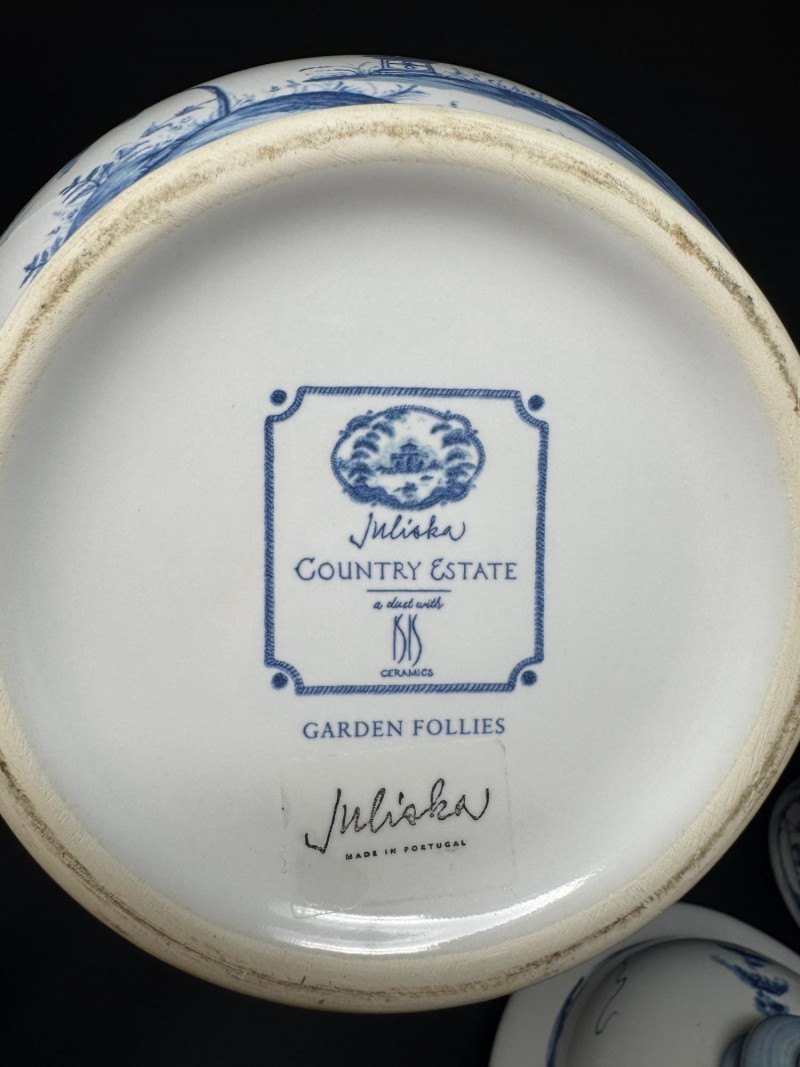 Juliska
COUNTRY ESTATE
a duet with
ISIS
CERAMICS
GARDEN FOLLIES
Juliska
MADE IN PORTUGAL